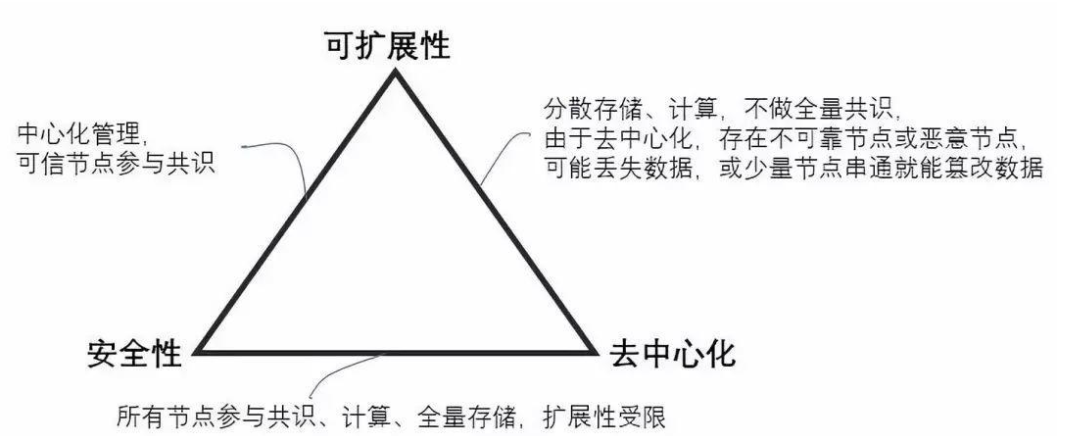 可扩展性
中心化管理，
可信节点参与共识
分散存储、计算，不做全量共识，
由于去中心化，存在不可靠节点或恶意节点，
可能丢失数据，或少量节点串通就能篡改数据
安全性
去中心化
所有节点参与共识、计算、全量存储，扩展性受限